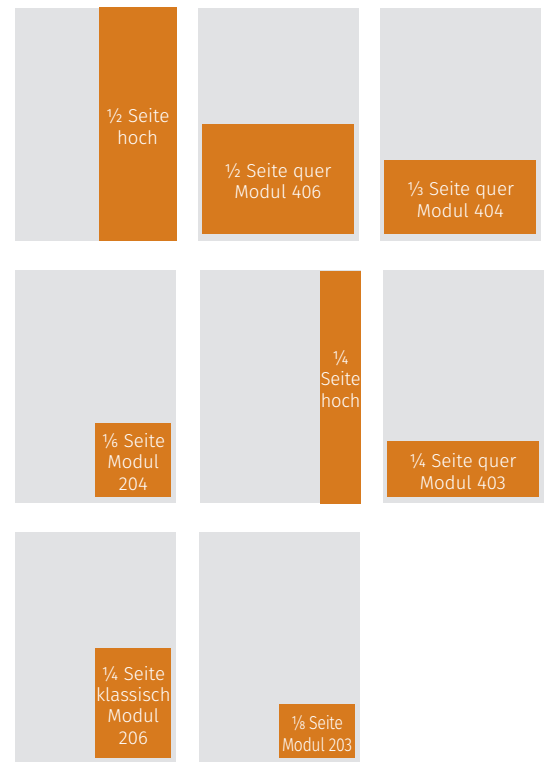 ½ Seite
hoch
½ Seite quer
Modul 406
⅓ Seite quer
Modul 404
⅙ Seite
Modul
204
¼
Seite
hoch
¼ Seite quer
Modul 403
¼ Seite
klassisch
Modul
206
⅛ Seite
Modul 203